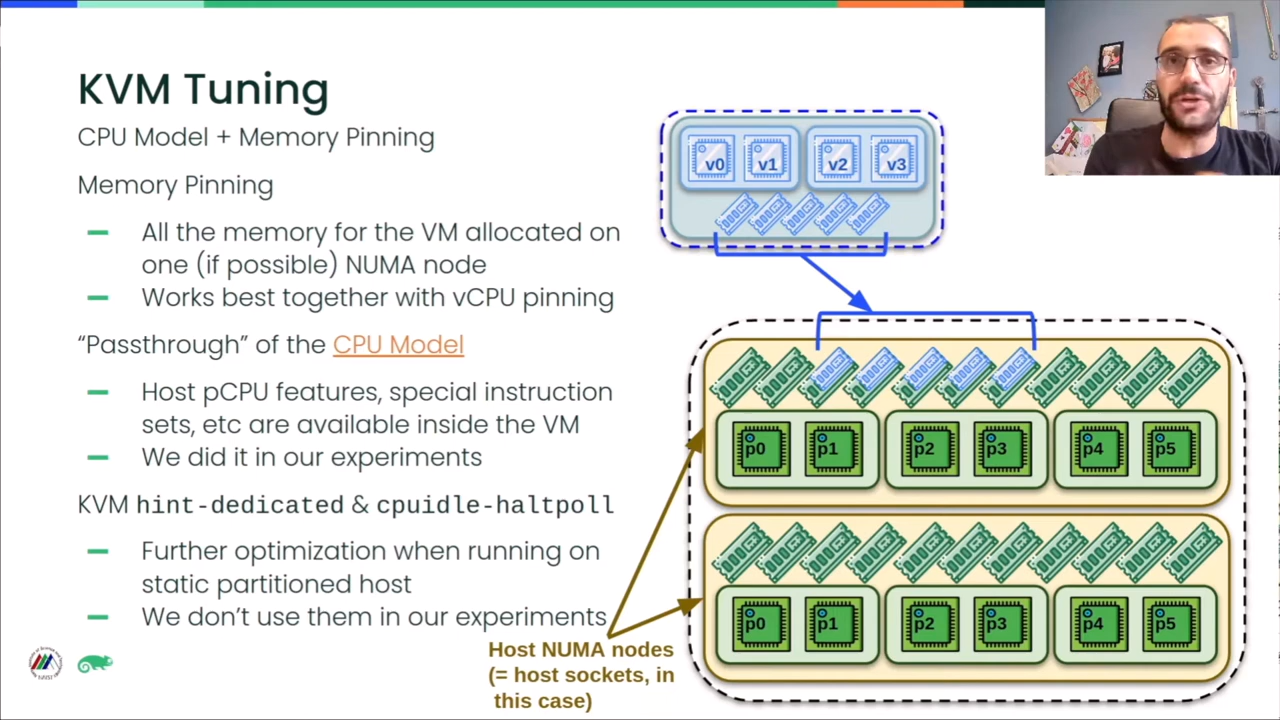 KVM Tuning
CPU Model + Memory Pinning
Memory Pinning
All the memory for the VM allocated on
one (if possible) NUMA node
Works best together with vCPU pinning
“Passthrough” of the CPU Model
Host pCPU features, special instruction
sets, etc are available inside the VM
We did it in our experiments
KVM hint-dedicated & cpuidle-haltpoll
Further optimization when running on
static partitioned host
We don’t use them in our experiments
v0 v1 v2 v3
p0 p1 p2 p3 p4 p5
p0 p1 p2 p3 p4 p5
Host NUMA nodes
(= host sockets, in
this case)